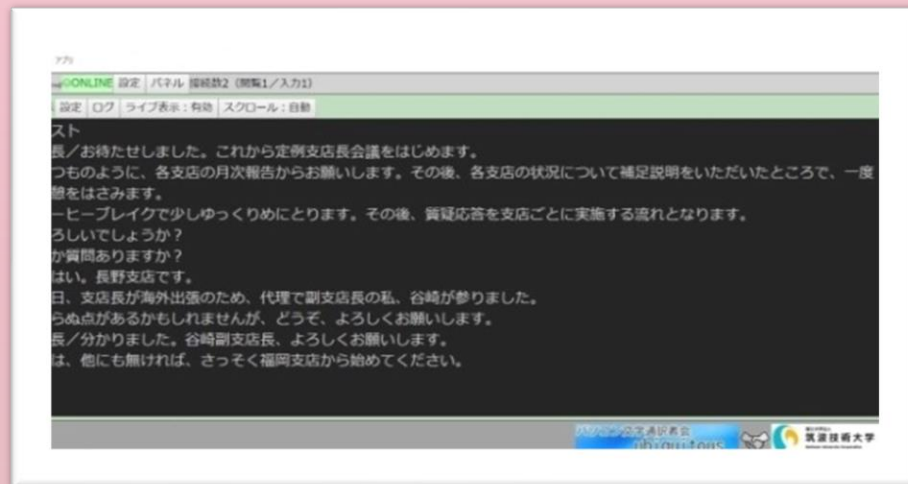 アプリ
ONLINE 設定 パネル 接続数2（閲覧1／入力1）
設定 ログ ライブ表示：有効 スクロール：自動
スト
長／お待たせしました。これから定例支店長会議をはじめます。
つものように、各支店の月次報告からお願いします。その後、各支店の状況について補足説明をいただいたところで、一度
憩をはさみます。
ーヒーブレイクで少しゆっくりめにとります。その後、質疑応答を支店ごとに実施する流れとなります。
ろしいでしょうか？
か質問ありますか？
はい。長野支店です。
日、支店長が海外出張のため、代理で副支店長の私、谷崎が参りました。
らぬ点があるかもしれませんが、どうぞ、よろしくお願いします。
長／分かりました。谷崎副支店長、よろしくお願いします。
は、他にも無ければ、さっそく福岡支店から始めてください。
パソコン文字通訳者会
ubiquitous
筑波技術大学